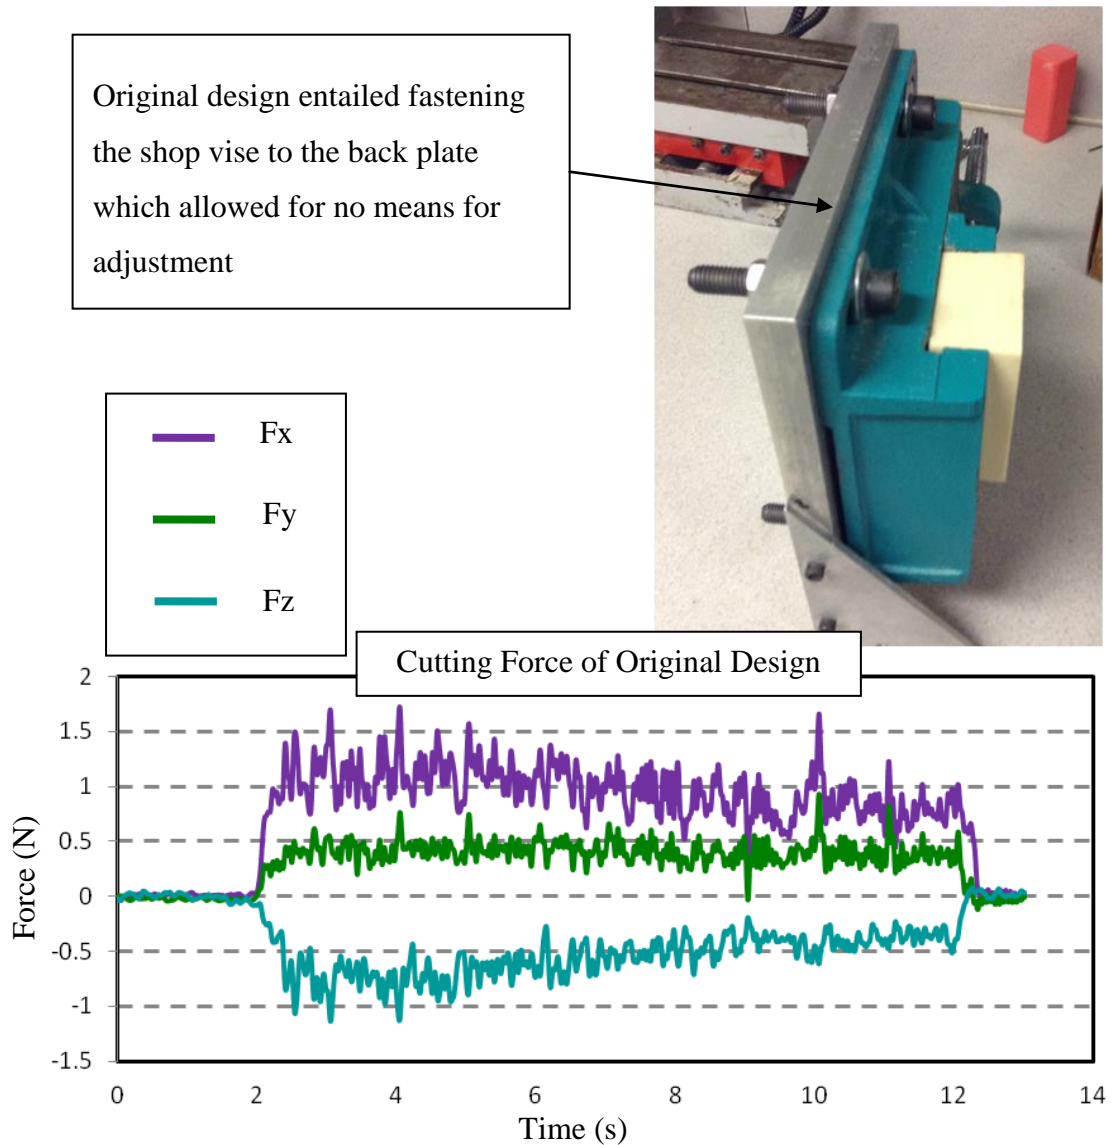 Original design entailed fastening
the shop vise to the back plate
which allowed for no means for
adjustment
Fx
Fy
Fz
Cutting Force of Original Design
2
1.5
1
0.5
0
-0.5
-1
-1.5
Force (N)
0 2 4 6 8 10 12 14
Time (s)